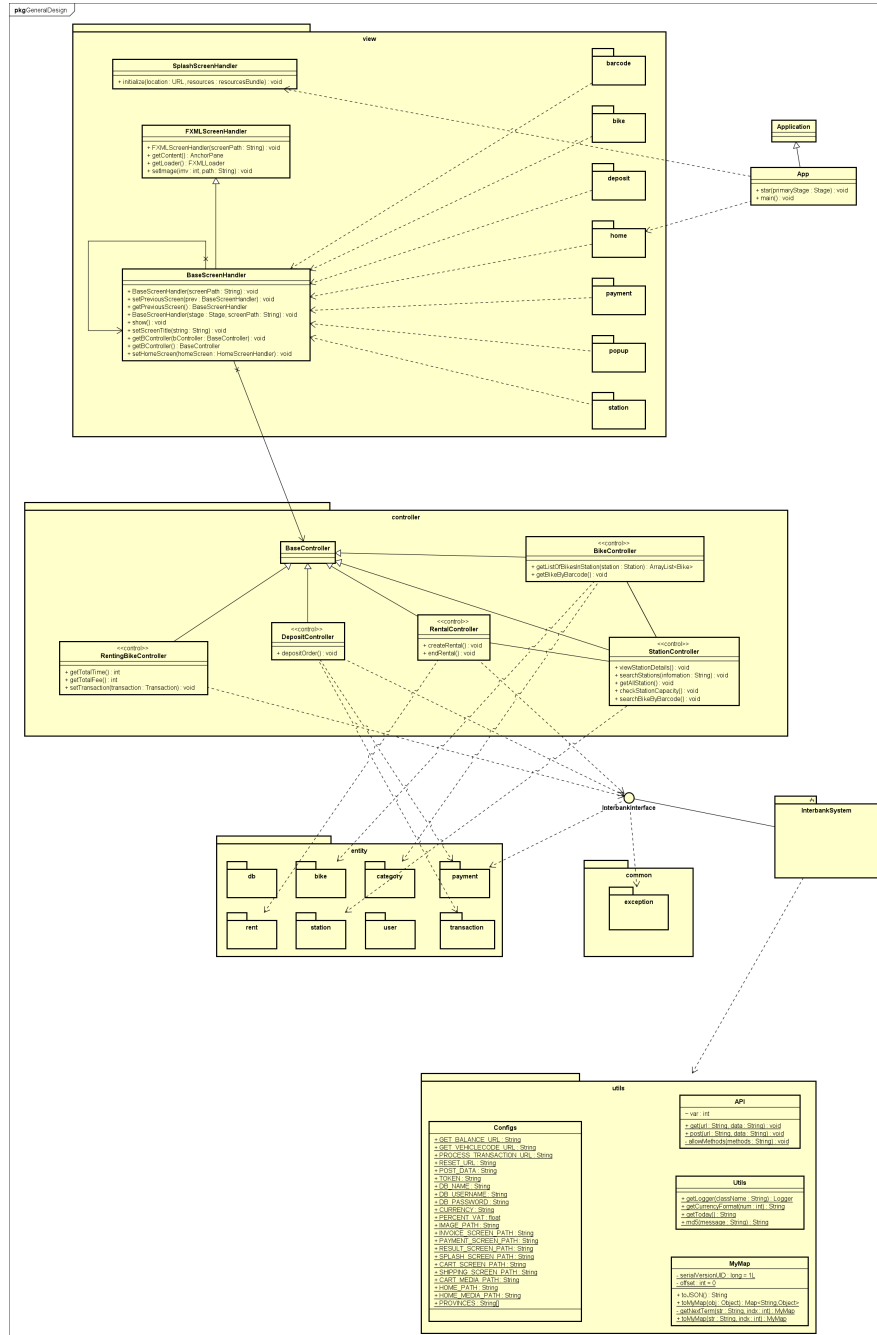 pkg GeneralDesign
view
SplashScreenHandler
+ initialize(location : URL, resources : resourcesBundle) : void
FXMLScreenHandler
+ FXMLScreenHandler(screenPath : String) : void
+ getContent() : AnchorPane
+ getLoader() : FXMLLoader
+ setImage(imv : int, path : String) : void
BaseScreenHandler
+ BaseScreenHandler(screenPath : String) : void
+ setPreviousScreen(prev : BaseScreenHandler) : void
+ getPreviousScreen() : BaseScreenHandler
+ BaseScreenHandler(stage : Stage, screenPath : String) : void
+ show() : void
+ setScreenTitle(string : String) : void
+ getBController(bController : BaseController) : void
+ getBController() : BaseController
+ setHomeScreen(homeScreen : HomeScreenHandler) : void
barcode
bike
deposit
home
payment
popup
station
Application
App
+ star(primaryStage : Stage) : void
+ main() : void
controller
BaseController
<<control>>
BikeController
+ getListOfBikesInStation(station : Station) : ArrayList<Bike>
+ getBikeByBarcode() : void
<<control>>
RentingBikeController
+ getTotalTime() : int
+ getTotalFee() : int
+ setTransaction(transaction : Transaction) : void
<<control>>
DepositController
+ depositOrder() : void
<<control>>
RentalController
+ createRental() : void
+ endRental() : void
<<control>>
StationController
+ viewStationDetails() : void
+ searchStations(infomation : String) : void
+ getAllStation() : void
+ checkStationCapacity() : void
+ searchBikeByBarcode() : void
InterbankInterface
InterbankSystem
entity
db
bike
category
payment
rent
station
user
transaction
common
exception
utils
Configs
+ GET_BALANCE_URL : String
+ GET_VEHICLECODE_URL : String
+ PROCESS_TRANSACTION_URL : String
+ RESET_URL : String
+ POST_DATA : String
+ TOKEN : String
+ DB_NAME : String
+ DB_USERNAME : String
+ DB_PASSWORD : String
+ CURRENCY : String
+ PERCENT_VAT : float
+ IMAGE_PATH : String
+ INVOICE_SCREEN_PATH : String
+ PAYMENT_SCREEN_PATH : String
+ RESULT_SCREEN_PATH : String
+ SPLASH_SCREEN_PATH : String
+ CART_SCREEN_PATH : String
+ SHIPPING_SCREEN_PATH : String
+ CART_MEDIA_PATH : String
+ HOME_PATH : String
+ HOME_MEDIA_PATH : String
+ PROVINCES : String[]
API
~ var : int
+ get(url : String, data : String) : void
+ post(url : String, data : String) : void
- allowMethods(methods : String) : void
Utils
+ getLogger(className : String) : Logger
+ getCurrencyFormat(num : int) : String
+ getToday() : String
+ md5(message : String) : String
MyMap
- serialVersionUID : long = 1L
- offset : int = 0
+ toJSON() : String
+ toMyMap(obj : Object) : Map<String,Object>
- getNextTerm(str : String, indx : int) : MyMap
+ toMyMap(str : String, indx : int) : MyMap